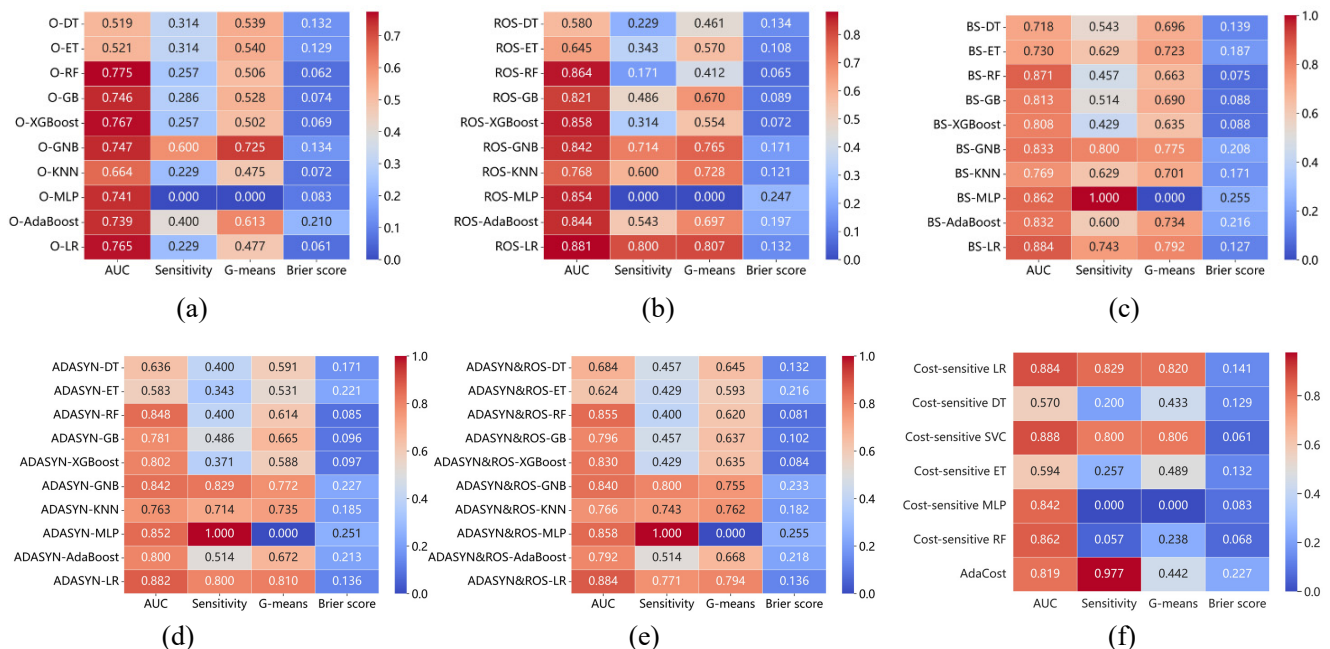 O-DT 0.519 0.314 0.539 0.132
O-ET 0.521 0.314 0.540 0.129
O-RF 0.775 0.257 0.506 0.062
O-GB 0.746 0.286 0.528 0.074
O-XGBoost 0.767 0.257 0.502 0.069
O-GNB 0.747 0.600 0.725 0.134
O-KNN 0.664 0.229 0.475 0.072
O-MLP 0.741 0.000 0.000 0.083
O-AdaBoost 0.739 0.400 0.613 0.210
O-LR 0.765 0.229 0.477 0.061
AUC Sensitivity G-means Brier score
0.7
0.6
0.5
0.4
0.3
0.2
0.1
0.0
(a)
ROS-DT 0.580 0.229 0.461 0.134
ROS-ET 0.645 0.343 0.570 0.108
ROS-RF 0.864 0.171 0.412 0.065
ROS-GB 0.821 0.486 0.670 0.089
ROS-XGBoost 0.858 0.314 0.554 0.072
ROS-GNB 0.842 0.714 0.765 0.171
ROS-KNN 0.768 0.600 0.728 0.121
ROS-MLP 0.854 0.000 0.000 0.247
ROS-AdaBoost 0.844 0.543 0.697 0.197
ROS-LR 0.881 0.800 0.807 0.132
AUC Sensitivity G-means Brier score
0.8
0.7
0.6
0.5
0.4
0.3
0.2
0.1
0.0
(b)
BS-DT 0.718 0.543 0.696 0.139
BS-ET 0.730 0.629 0.723 0.187
BS-RF 0.871 0.457 0.663 0.075
BS-GB 0.813 0.514 0.690 0.088
BS-XGBoost 0.808 0.429 0.635 0.088
BS-GNB 0.833 0.800 0.775 0.208
BS-KNN 0.769 0.629 0.701 0.171
BS-MLP 0.862 1.000 0.000 0.255
BS-AdaBoost 0.832 0.600 0.734 0.216
BS-LR 0.884 0.743 0.792 0.127
AUC Sensitivity G-means Brier score
1.0
0.8
0.6
0.4
0.2
0.0
(c)
ADASYN-DT 0.636 0.400 0.591 0.171
ADASYN-ET 0.583 0.343 0.531 0.221
ADASYN-RF 0.848 0.400 0.614 0.085
ADASYN-GB 0.781 0.486 0.665 0.096
ADASYN-XGBoost 0.802 0.371 0.588 0.097
ADASYN-GNB 0.842 0.829 0.772 0.227
ADASYN-KNN 0.763 0.714 0.735 0.185
ADASYN-MLP 0.852 1.000 0.000 0.251
ADASYN-AdaBoost 0.800 0.514 0.672 0.213
ADASYN-LR 0.882 0.800 0.810 0.136
AUC Sensitivity G-means Brier score
1.0
0.8
0.6
0.4
0.2
0.0
(d)
ADASYN&ROS-DT 0.684 0.457 0.645 0.132
ADASYN&ROS-ET 0.624 0.429 0.593 0.216
ADASYN&ROS-RF 0.855 0.400 0.620 0.081
ADASYN&ROS-GB 0.796 0.457 0.637 0.102
ADASYN&ROS-XGBoost 0.830 0.429 0.635 0.084
ADASYN&ROS-GNB 0.840 0.800 0.755 0.233
ADASYN&ROS-KNN 0.766 0.743 0.762 0.182
ADASYN&ROS-MLP 0.858 1.000 0.000 0.255
ADASYN&ROS-AdaBoost 0.792 0.514 0.668 0.218
ADASYN&ROS-LR 0.884 0.771 0.794 0.136
AUC Sensitivity G-means Brier score
1.0
0.8
0.6
0.4
0.2
0.0
(e)
Cost-sensitive LR 0.884 0.829 0.820 0.141
Cost-sensitive DT 0.570 0.200 0.433 0.129
Cost-sensitive SVC 0.888 0.800 0.806 0.061
Cost-sensitive ET 0.594 0.257 0.489 0.132
Cost-sensitive MLP 0.842 0.000 0.000 0.083
Cost-sensitive RF 0.862 0.057 0.238 0.068
AdaCost 0.819 0.977 0.442 0.227
AUC Sensitivity G-means Brier score
0.8
0.6
0.4
0.2
0.0
(f)